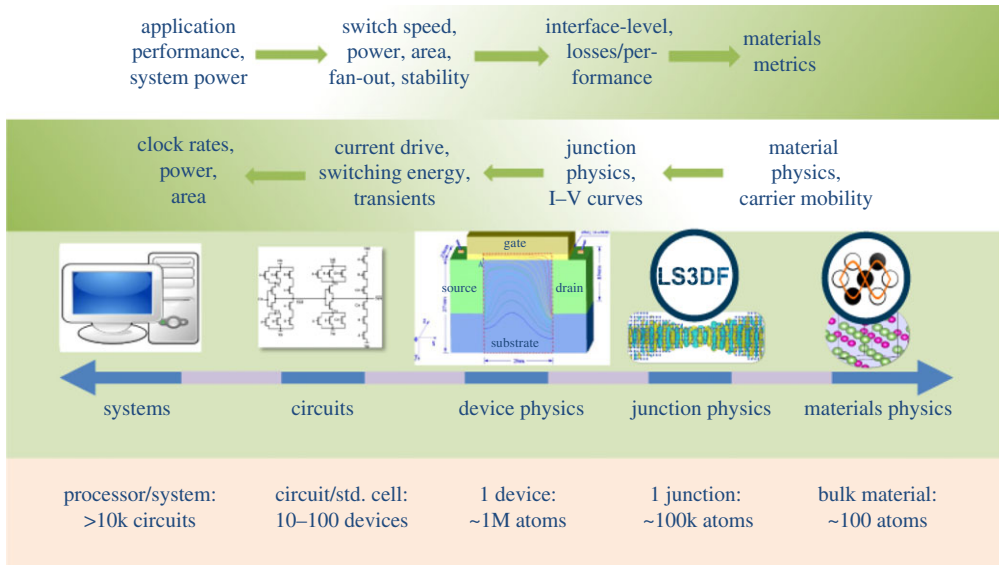 application
performance,
system power
switch speed,
power, area,
fan-out, stability
interface-level,
losses/per-
formance
materials
metrics
clock rates,
power,
area
current drive,
switching energy,
transients
junction
physics,
I–V curves
material
physics,
carrier mobility
gate
source
drain
substrate
LS3DF
systems
circuits
device physics
junction physics
materials physics
processor/system:
>10k circuits
circuit/std. cell:
10–100 devices
1 device:
~1M atoms
1 junction:
~100k atoms
bulk material:
~100 atoms